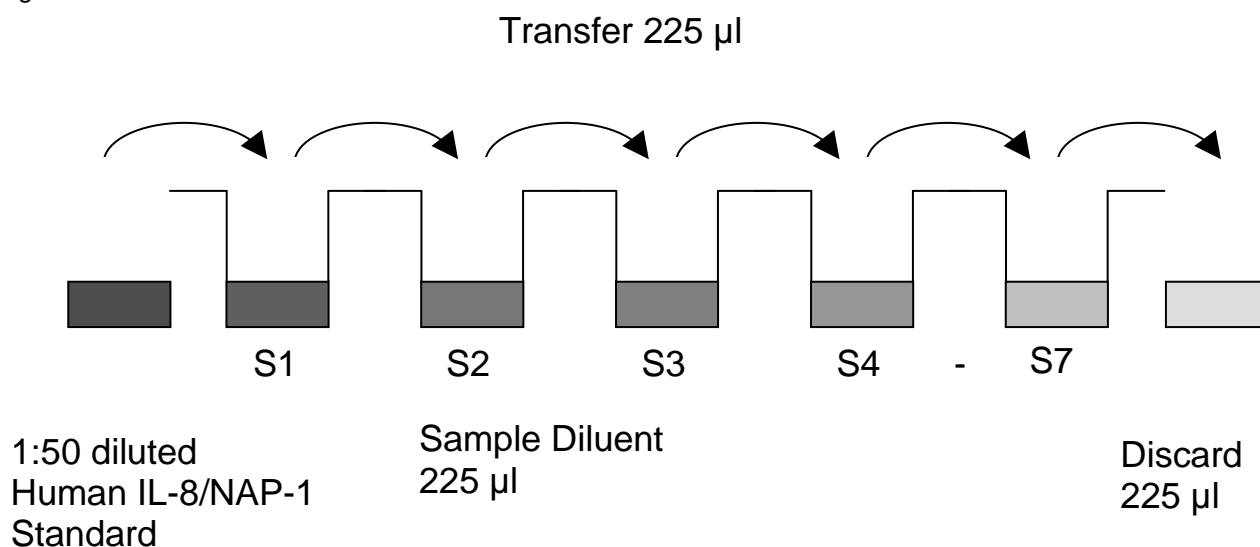 Transfer 225 µl
S1 S2 S3 S4 - S7
1:50 diluted
Human IL-8/NAP-1
Standard
Sample Diluent
225 µl
Discard
225 µl